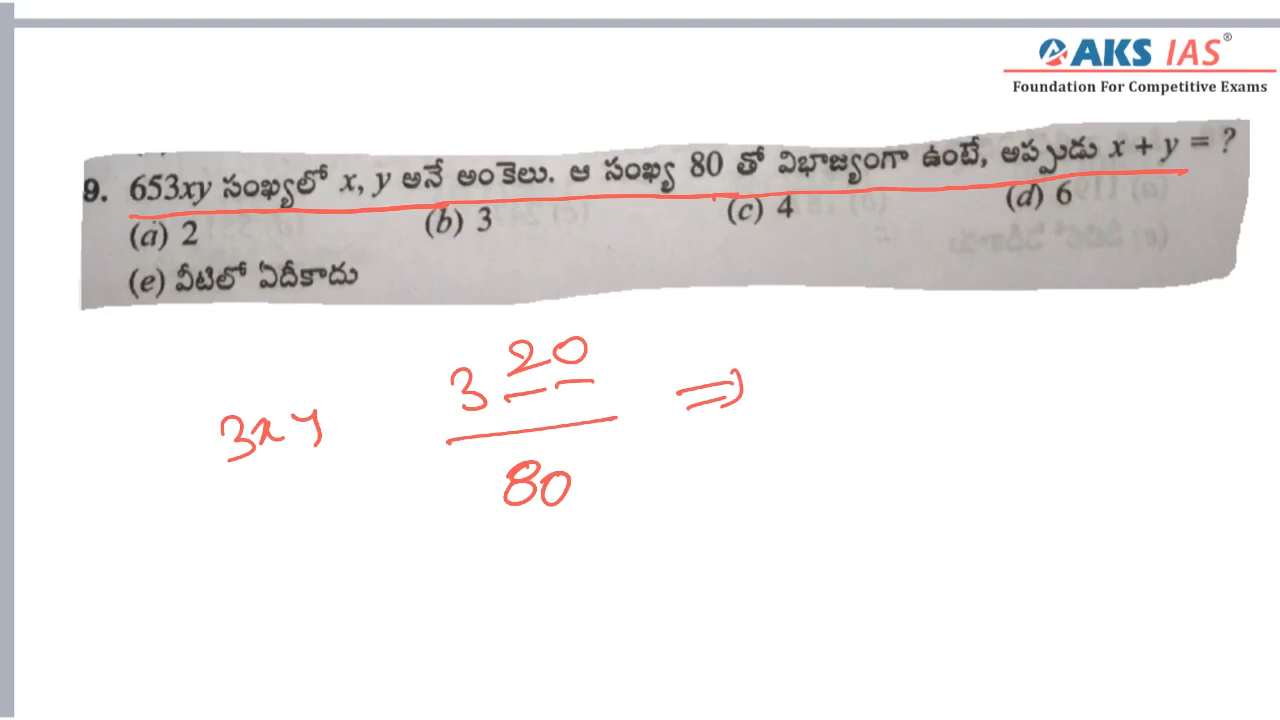 AKS IAS®
Foundation For Competitive Exams
9. 653xy సంఖ్యలో x, y అనే అంకెలు. ఆ సంఖ్య 80 తో విభాజ్యంగా ఉంటే, అప్పుడు x + y = ?
(a) 2 (b) 3 (c) 4 (d) 6
(e) వీటిలో ఏదీకాదు
3xy 320 ⇒
80